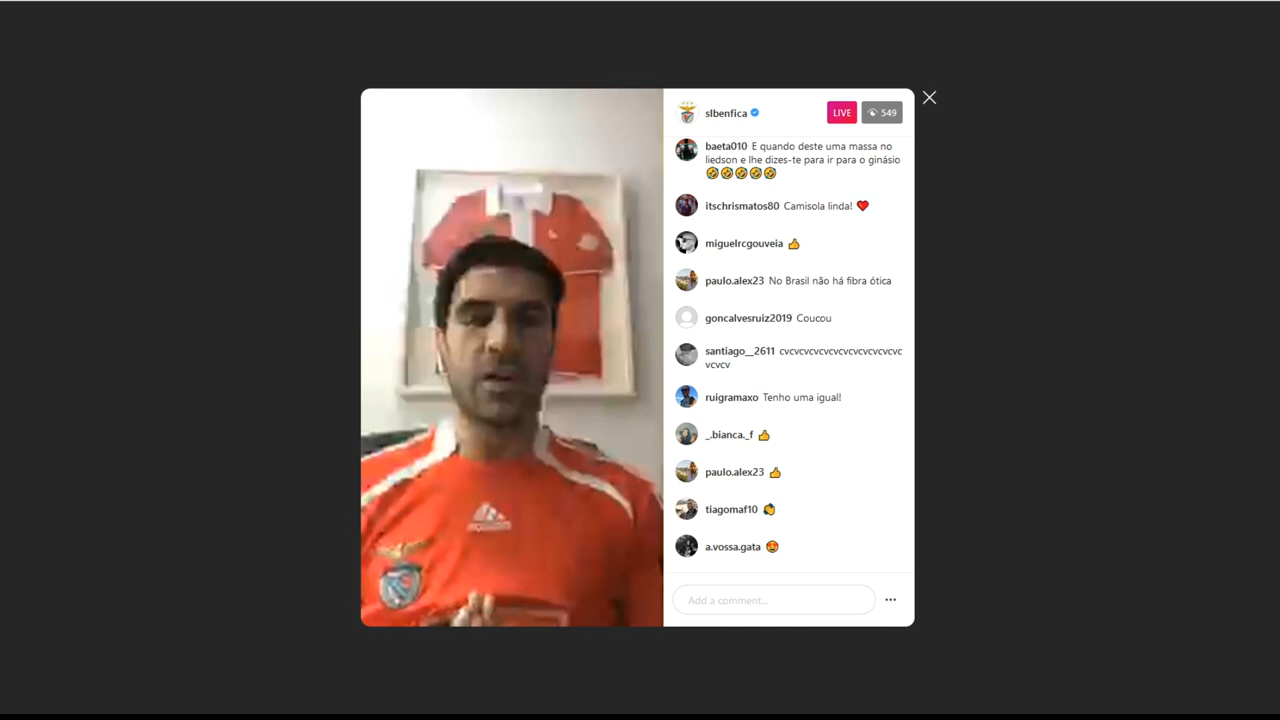 slbenfica
LIVE
549
baeta010 E quando deste uma massa no
liedson e lhe dizes-te para ir para o ginásio
🤣🤣🤣🤣🤣
itschrismatos80 Camisola linda! ❤️
miguelrcgouveia 👍
paulo.alex23 No Brasil não há fibra ótica
goncalvesruiz2019 Coucou
santiago__2611 cvcvcvcvcvcvcvcvcvcvcvcvc
vcvcv
ruigramaxo Tenho uma igual!
_.bianca._f 👍
paulo.alex23 👍
tiagomaf10 👏
a.vossa.gata 😍
Add a comment...